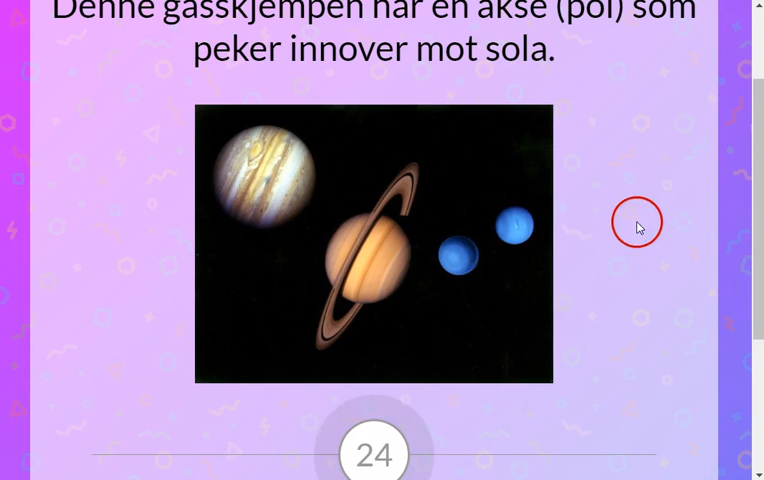 Denne gasskjempen har en akse (pol) som
peker innover mot sola.
24